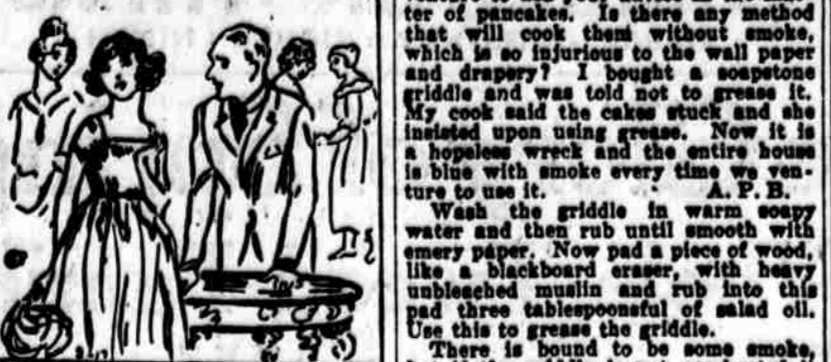 8-17
ter of pancakes. Is there any method
that will cook them without smoke,
which is so injurious to the wall paper
and drapery? I bought a soapstone
griddle and was told not to grease it.
My cook said the cakes stuck and she
insisted upon using grease. Now it is
a hopeless wreck and the entire house
is blue with smoke every time we ven-
ture to use it. A. P. B.
Wash the griddle in warm soapy
water and then rub until smooth with
emery paper. Now pad a piece of wood,
like a blackboard eraser, with heavy
unbleached muslin and rub into this
pad three tablespoonsful of salad oil.
Use this to grease the griddle.
There is bound to be some smoke,